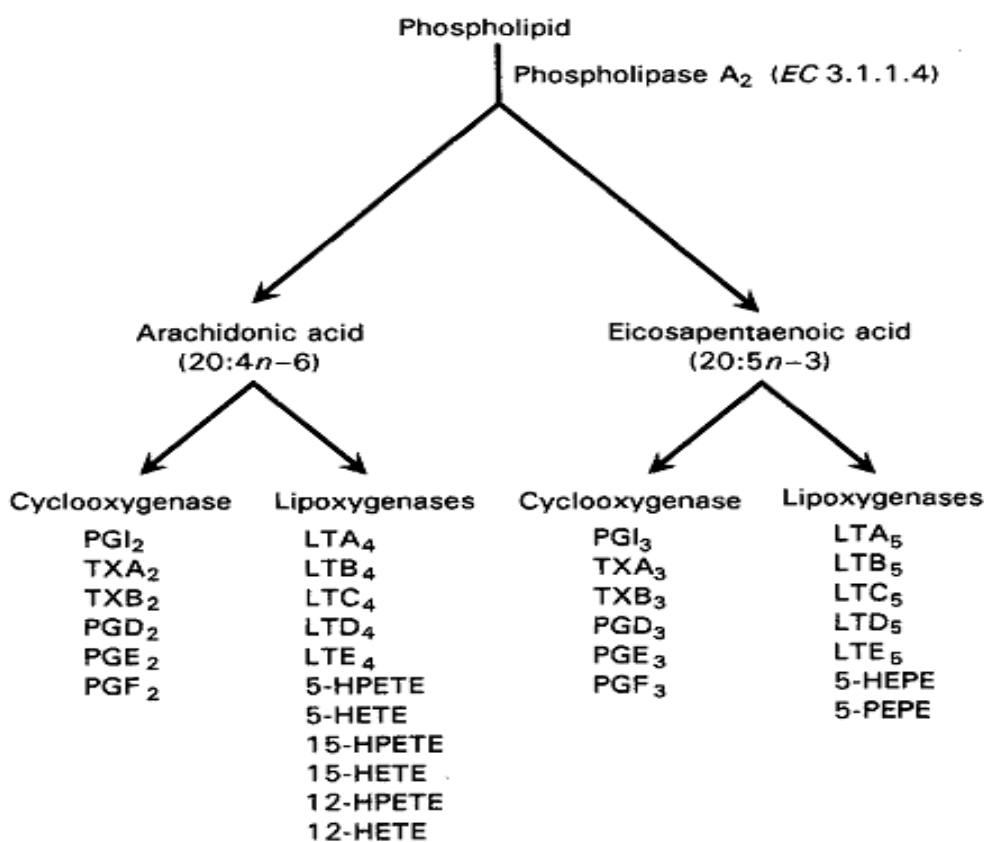 Phospholipid
Phospholipase A₂ (EC 3.1.1.4)
Arachidonic acid
(20:4n–6)
Eicosapentaenoic acid
(20:5n–3)
Cyclooxygenase
PGI₂
TXA₂
TXB₂
PGD₂
PGE₂
PGF₂
Lipoxygenases
LTA₄
LTB₄
LTC₄
LTD₄
LTE₄
5-HPETE
5-HETE
15-HPETE
15-HETE
12-HPETE
12-HETE
Cyclooxygenase
PGI₃
TXA₃
TXB₃
PGD₃
PGE₃
PGF₃
Lipoxygenases
LTA₅
LTB₅
LTC₅
LTD₅
LTE₅
5-HEPE
5-PEPE